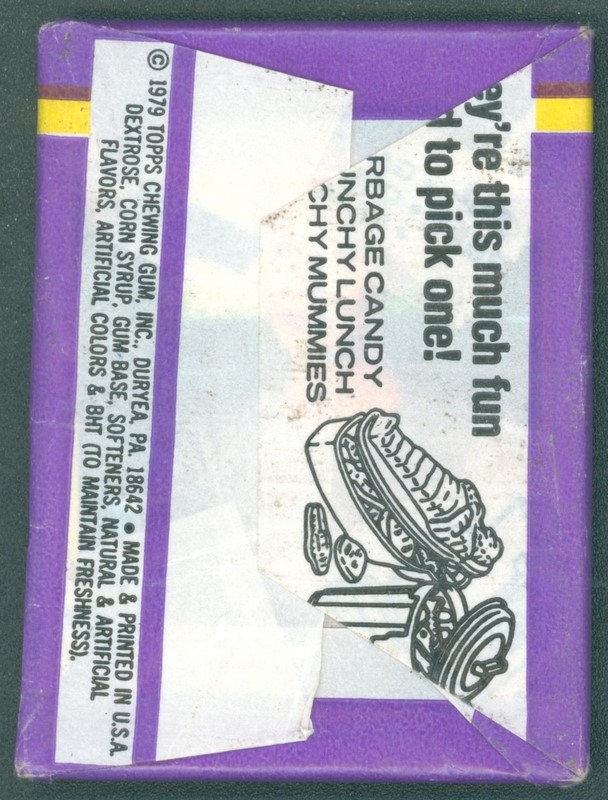 ey're this much fun
to pick one!
RBAGE CANDY
NCHY LUNCH
CHY MUMMIES
© 1979 TOPPS CHEWING GUM, INC., DURYEA, PA. 18642 • MADE & PRINTED IN U.S.A.
DEXTROSE, CORN SYRUP, GUM BASE, SOFTENERS, NATURAL & ARTIFICIAL
FLAVORS, ARTIFICIAL COLORS & BHT (TO MAINTAIN FRESHNESS).